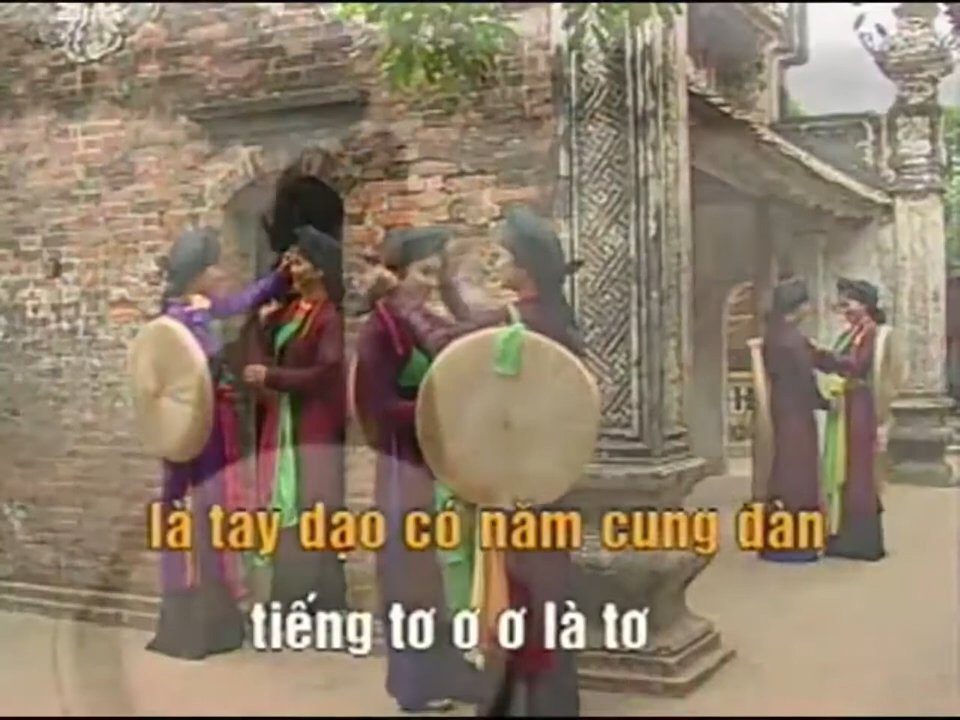 là tay dạo có năm cung đàn
tiếng tơ ơ ơ là tơ